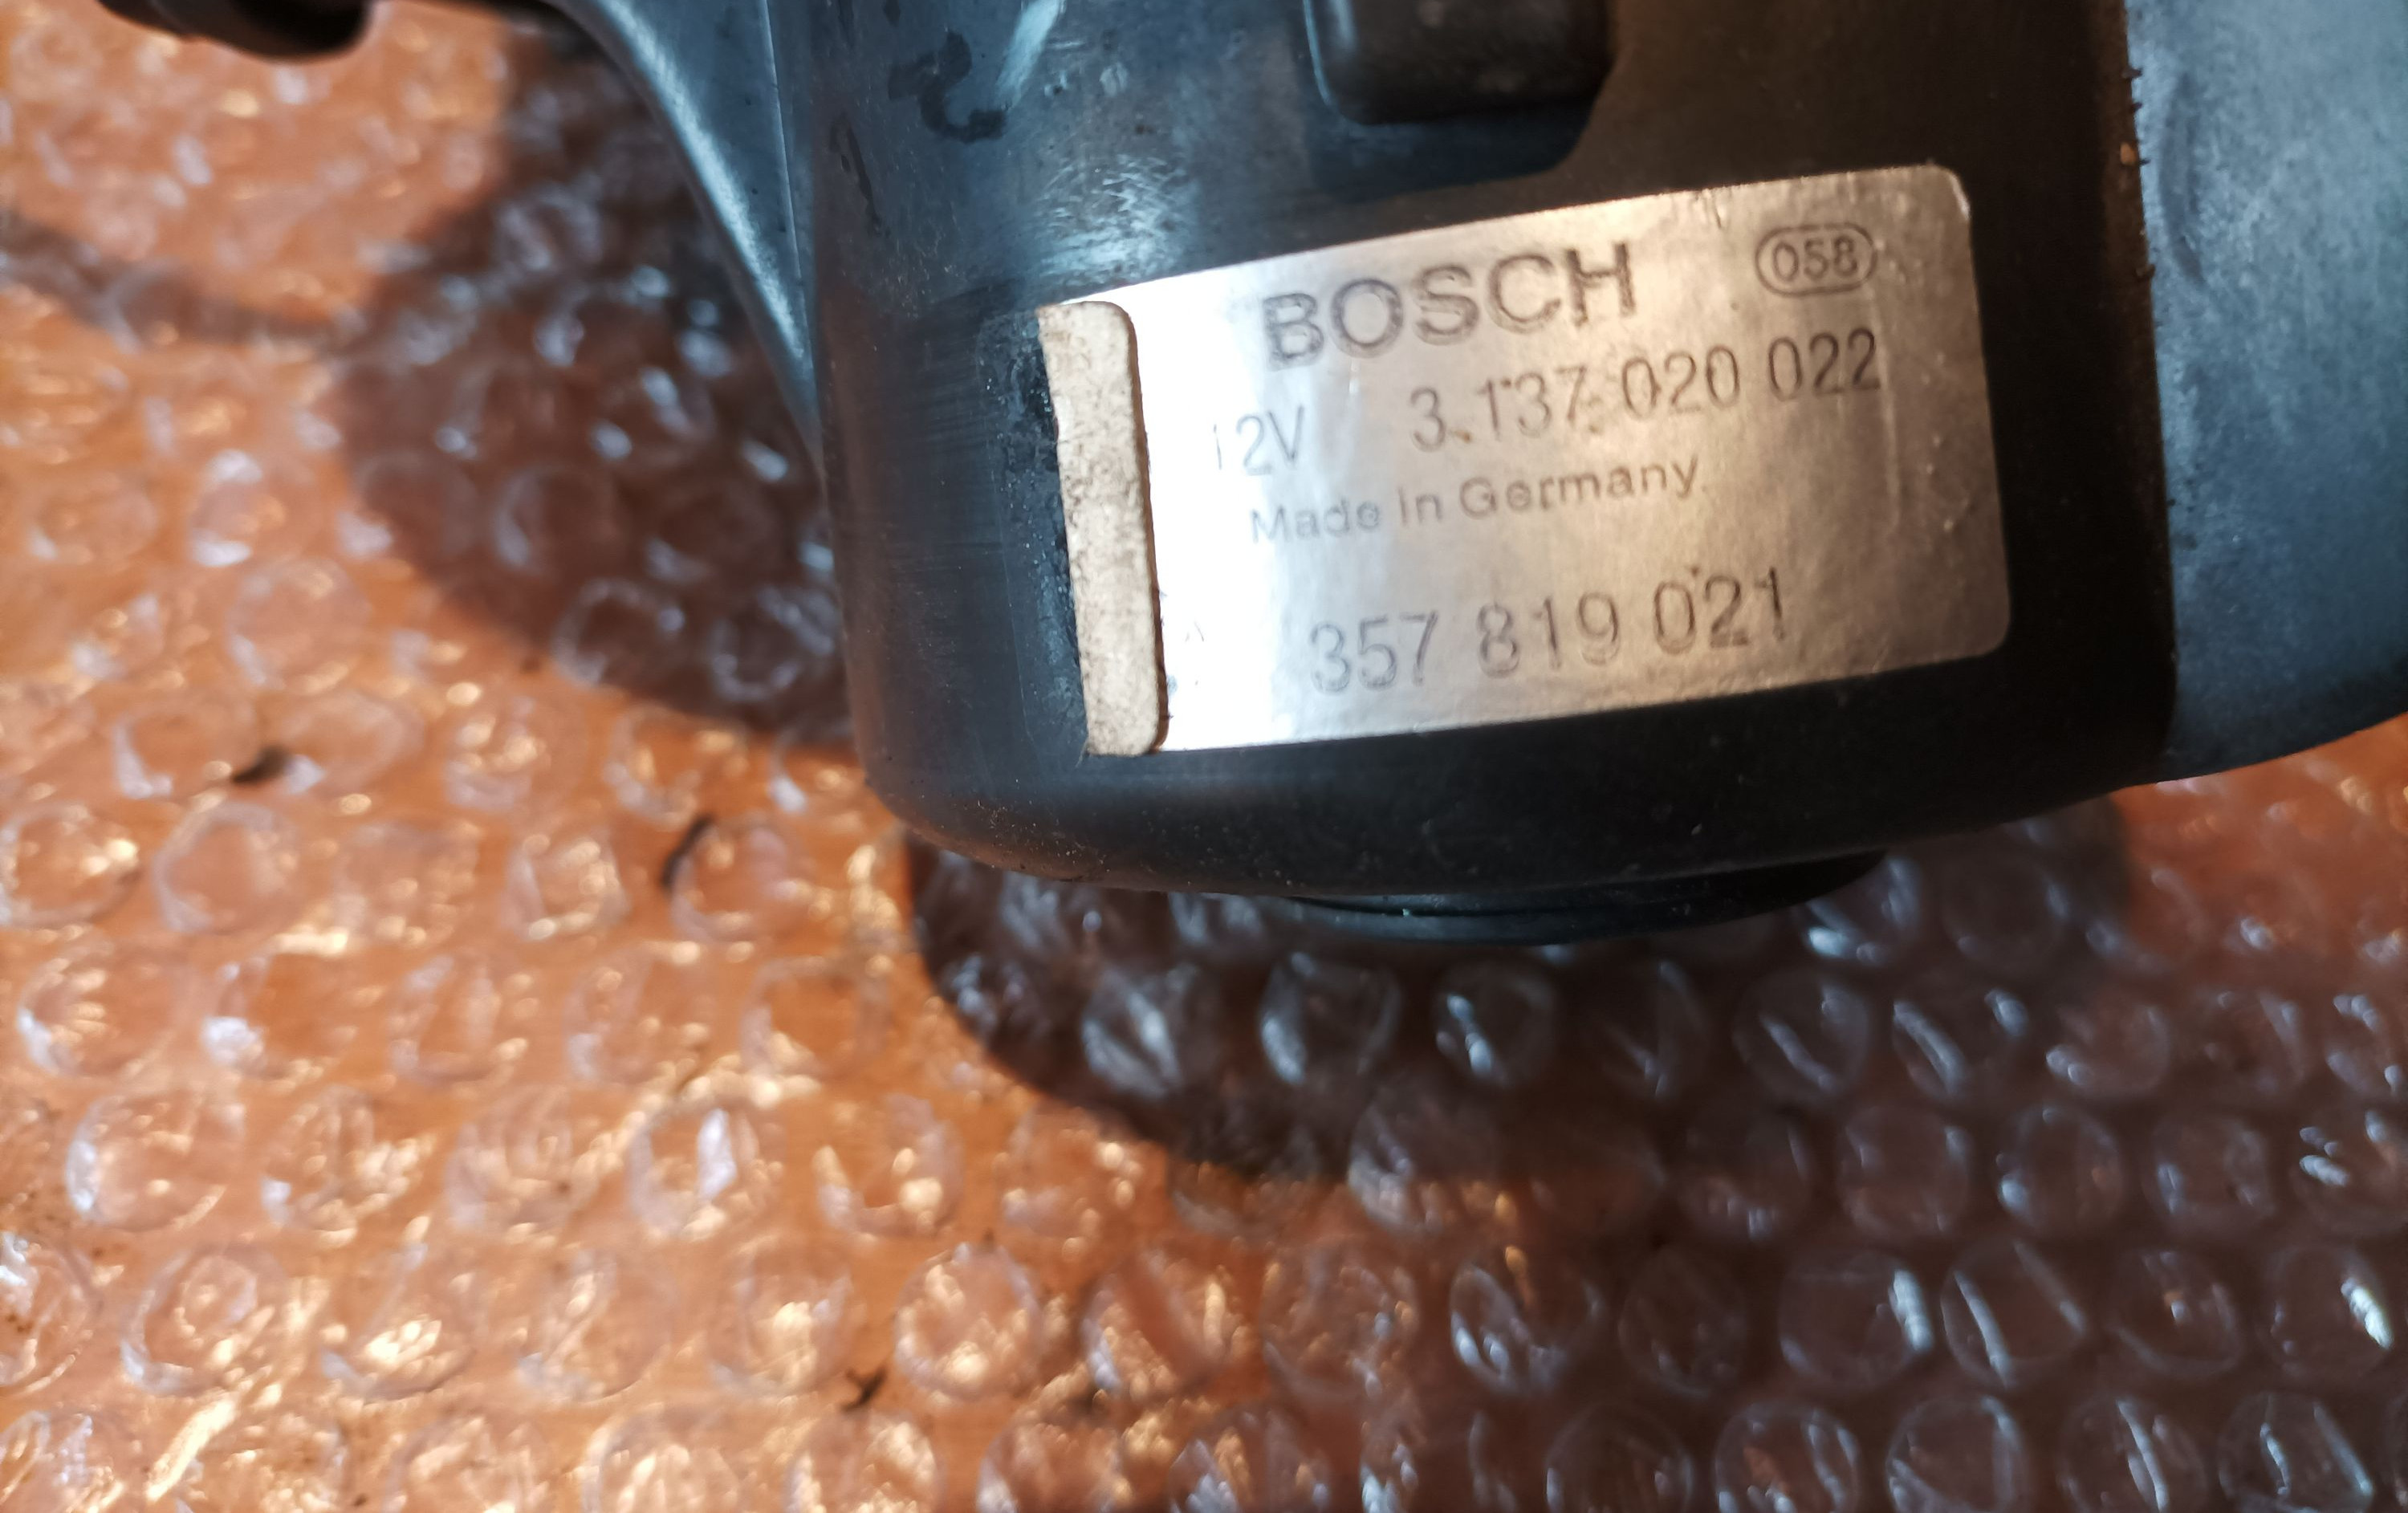 BOSCH 058
12V 3.137 020 022
Made in Germany
357 819 021